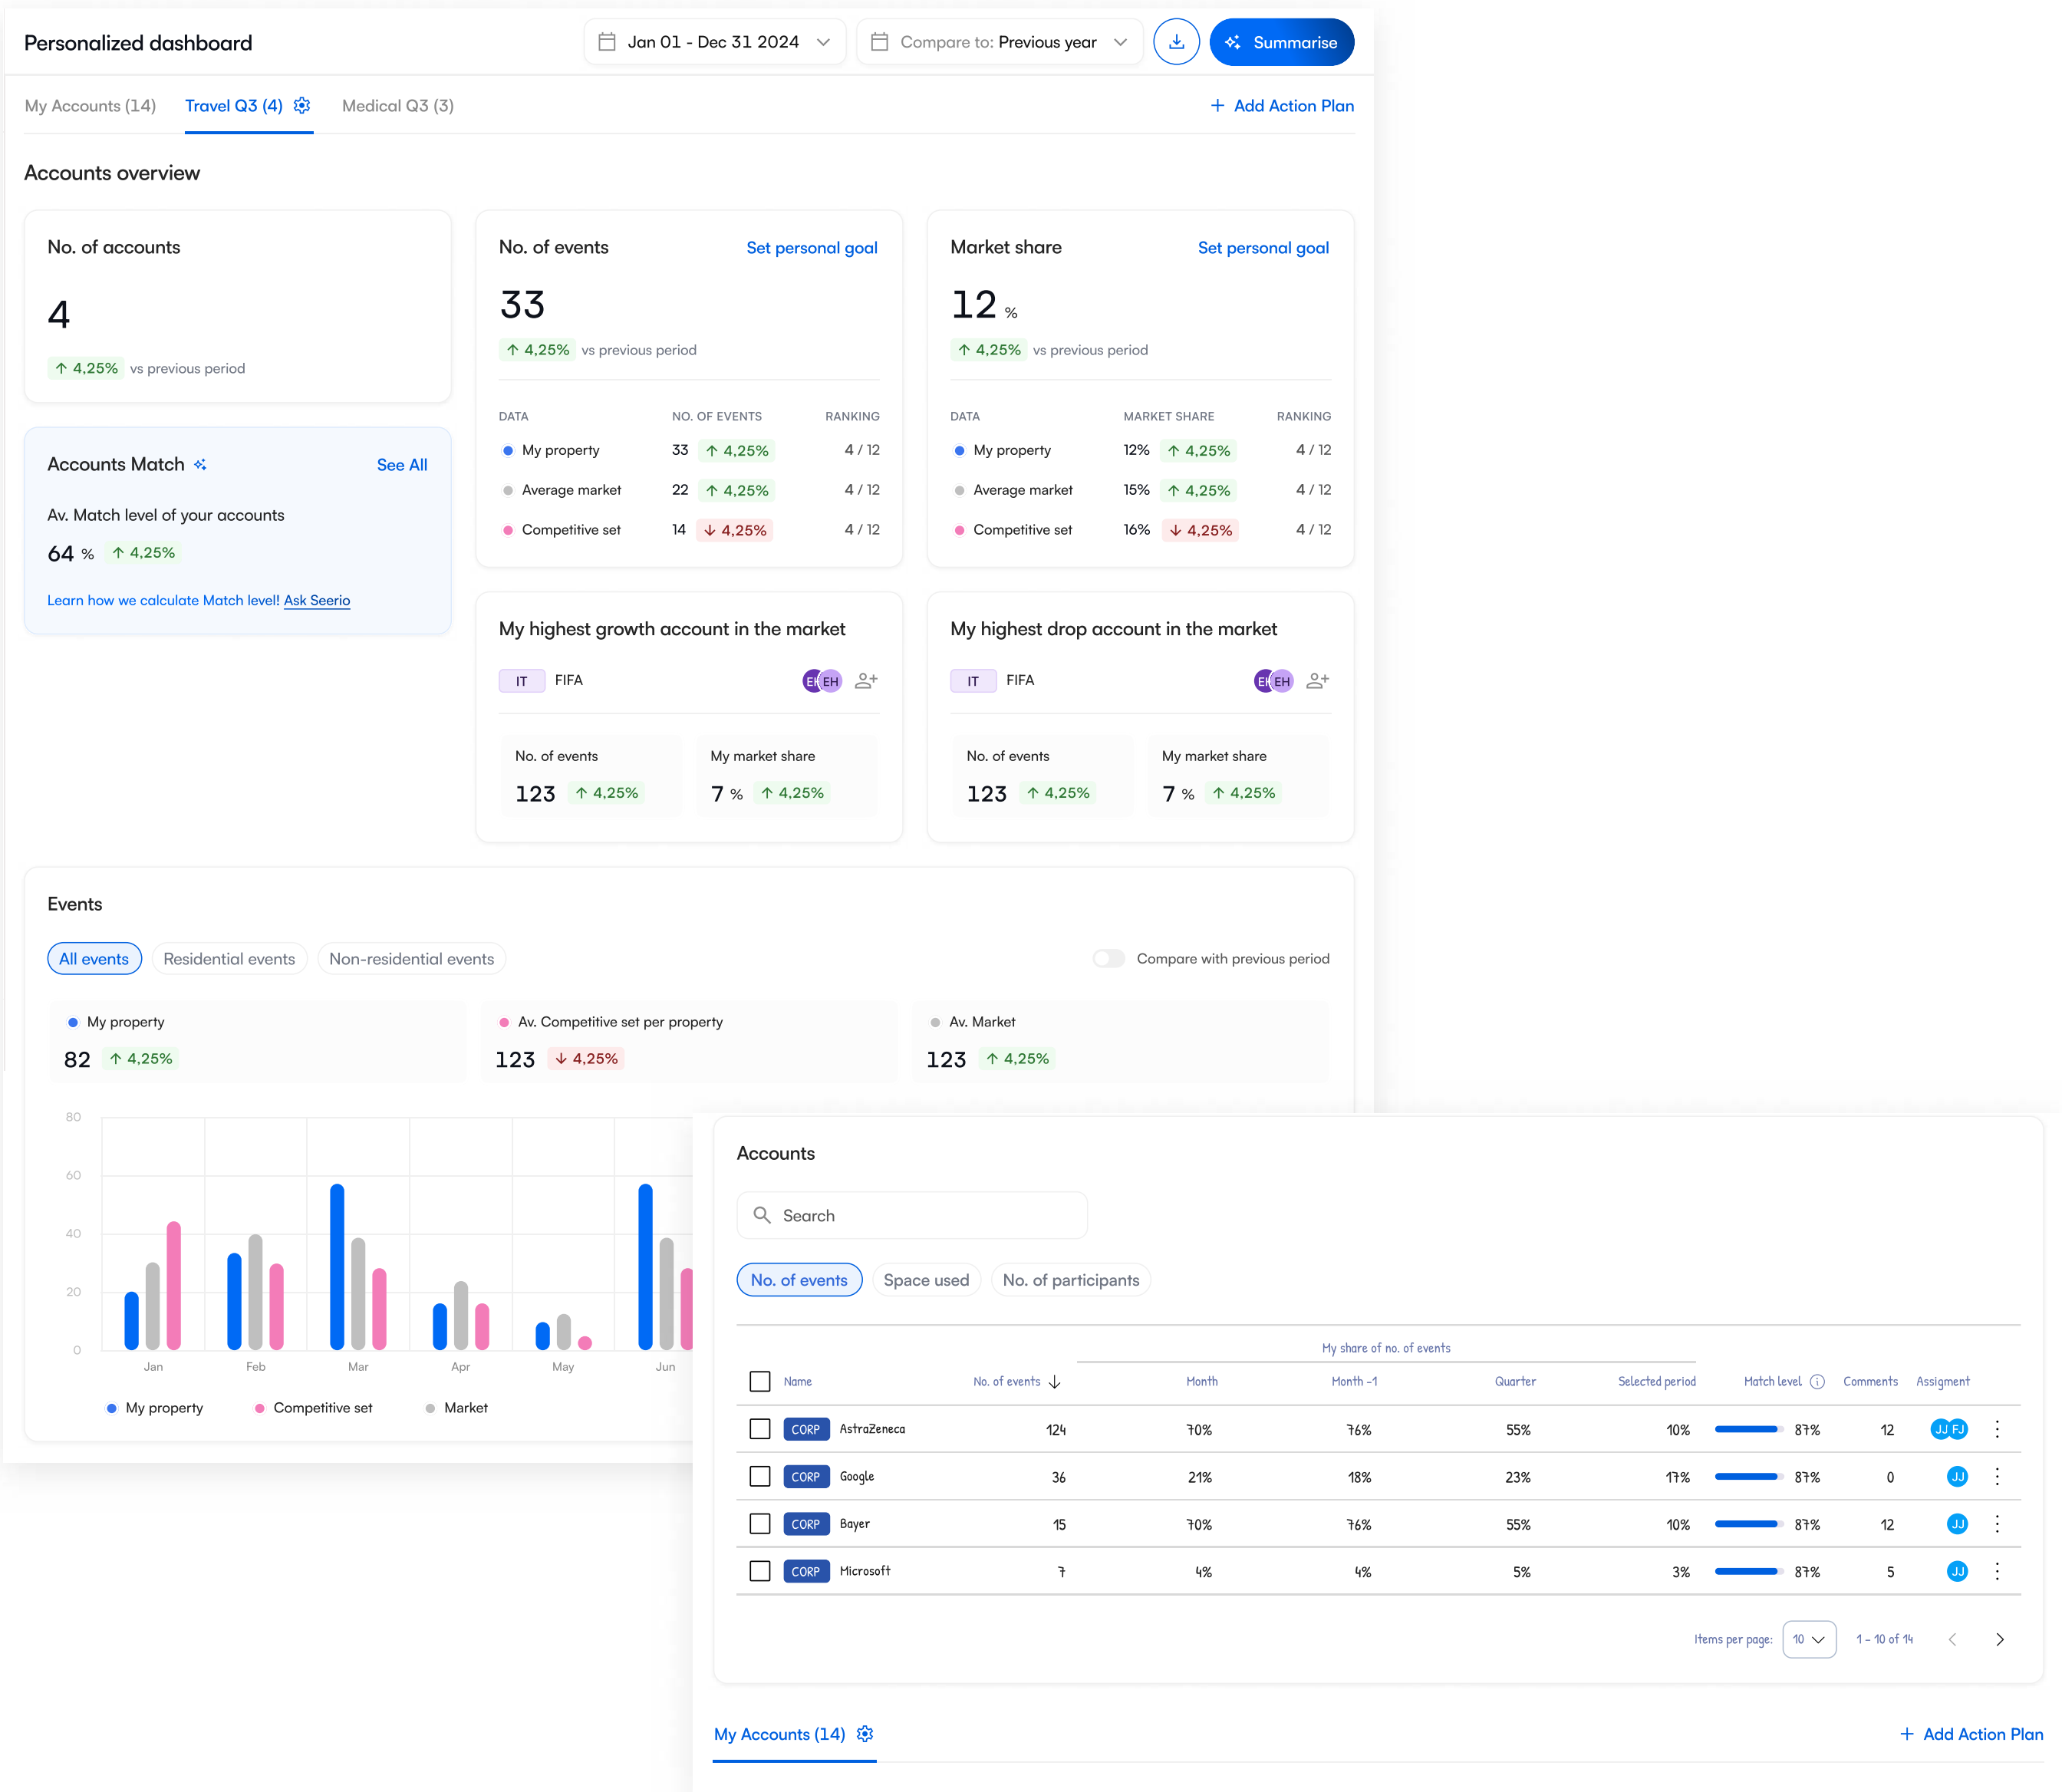 Personalized dashboard
Jan 01 - Dec 31 2024
Compare to: Previous year
Summarise
My Accounts (14)
Travel Q3 (4)
Medical Q3 (3)
+ Add Action Plan
Accounts overview
No. of accounts
4
↑ 4,25% vs previous period
Accounts Match
See All
Av. Match level of your accounts
64 % ↑ 4,25%
Learn how we calculate Match level! Ask Seerio
No. of events
Set personal goal
33
↑ 4,25% vs previous period
DATA NO. OF EVENTS RANKING
My property 33 ↑ 4,25% 4 / 12
Average market 22 ↑ 4,25% 4 / 12
Competitive set 14 ↓ 4,25% 4 / 12
Market share
Set personal goal
12 %
↑ 4,25% vs previous period
DATA MARKET SHARE RANKING
My property 12% ↑ 4,25% 4 / 12
Average market 15% ↑ 4,25% 4 / 12
Competitive set 16% ↓ 4,25% 4 / 12
My highest growth account in the market
IT FIFA EH
No. of events
123 ↑ 4,25%
My market share
7 % ↑ 4,25%
My highest drop account in the market
IT FIFA EH
No. of events
123 ↑ 4,25%
My market share
7 % ↑ 4,25%
Events
All events
Residential events
Non-residential events
Compare with previous period
My property
82 ↑ 4,25%
Av. Competitive set per property
123 ↓ 4,25%
Av. Market
123 ↑ 4,25%
80
60
40
20
0
Jan Feb Mar Apr May Jun
My property Competitive set Market
Accounts
Search
No. of events
Space used
No. of participants
My share of no. of events
Name No. of events ↓ Month Month -1 Quarter Selected period Match level Comments Assigment
CORP AstraZeneca 124 70% 76% 55% 10% 87% 12 JJ FJ
CORP Google 36 21% 18% 23% 17% 87% 0 JJ
CORP Bayer 15 70% 76% 55% 10% 87% 12 JJ
CORP Microsoft 7 4% 4% 5% 3% 87% 5 JJ
Items per page: 10 1 - 10 of 14
My Accounts (14)
+ Add Action Plan